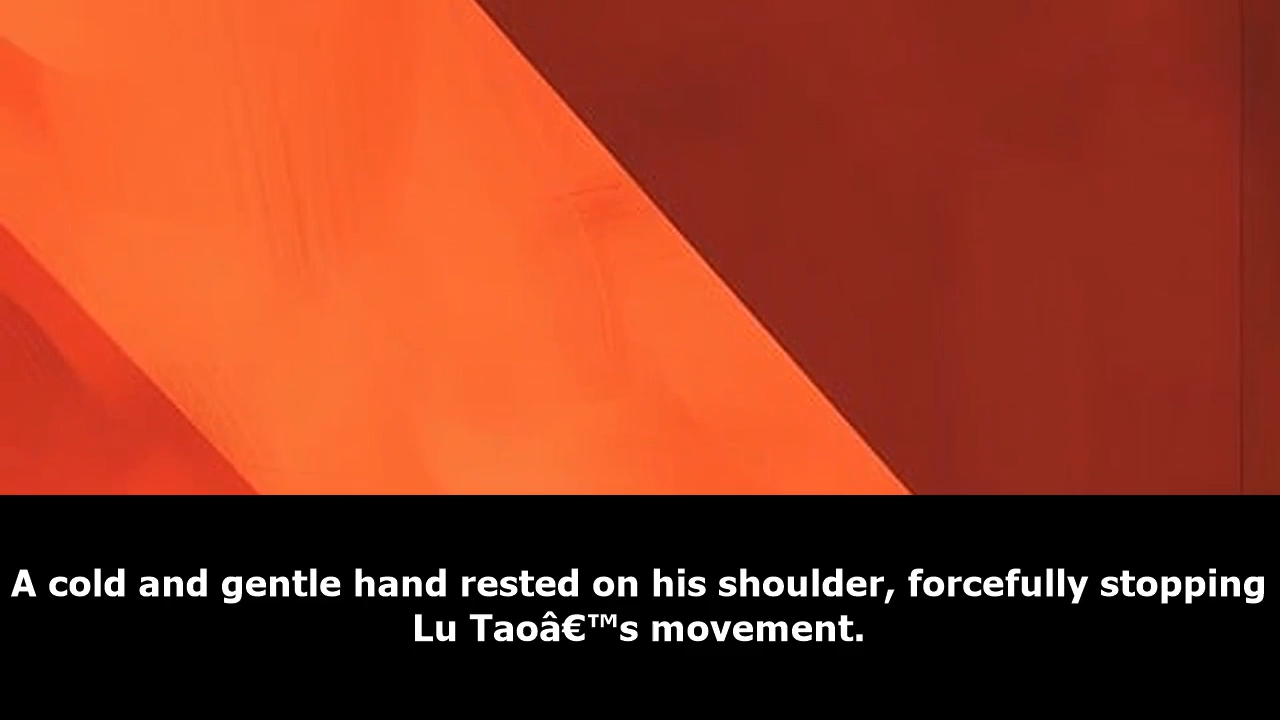 A cold and gentle hand rested on his shoulder, forcefully stopping
Lu Taoâ€™s movement.